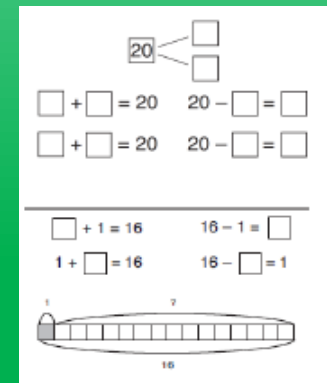 20
□ + □ = 20 20 – □ = □
□ + □ = 20 20 – □ = □
□ + 1 = 16 16 – 1 = □
1 + □ = 16 16 – □ = 1
1 ?
16